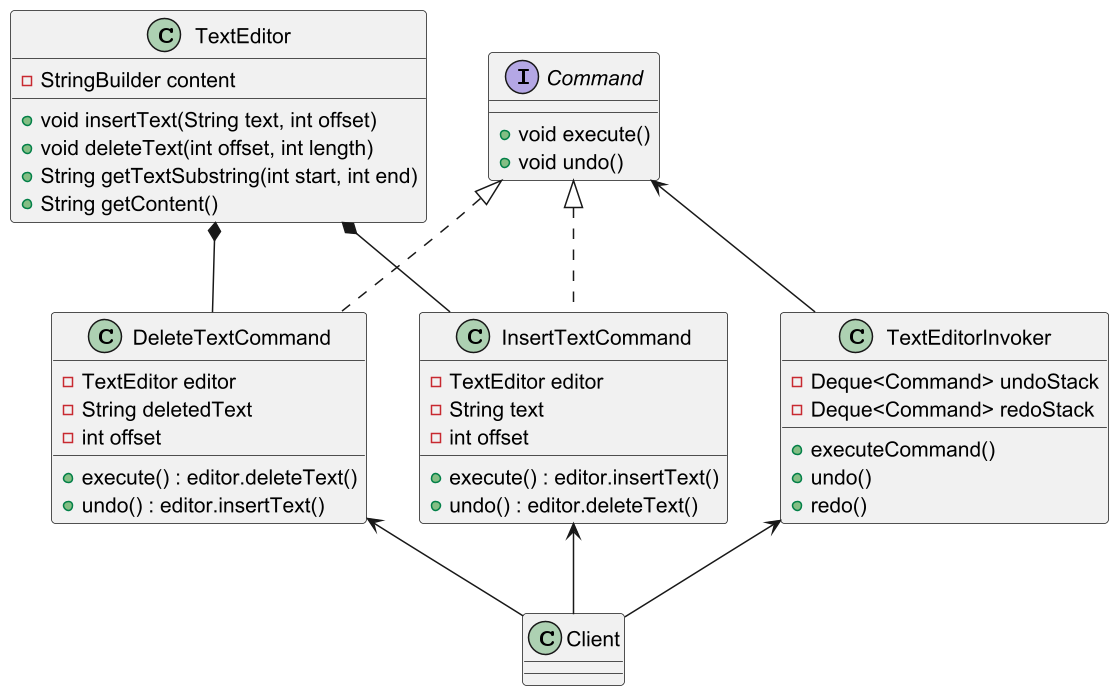 C TextEditor
StringBuilder content
void insertText(String text, int offset)
void deleteText(int offset, int length)
String getTextSubstring(int start, int end)
String getContent()
I Command
void execute()
void undo()
C DeleteTextCommand
TextEditor editor
String deletedText
int offset
execute() : editor.deleteText()
undo() : editor.insertText()
C InsertTextCommand
TextEditor editor
String text
int offset
execute() : editor.insertText()
undo() : editor.deleteText()
C TextEditorInvoker
Deque<Command> undoStack
Deque<Command> redoStack
executeCommand()
undo()
redo()
C Client